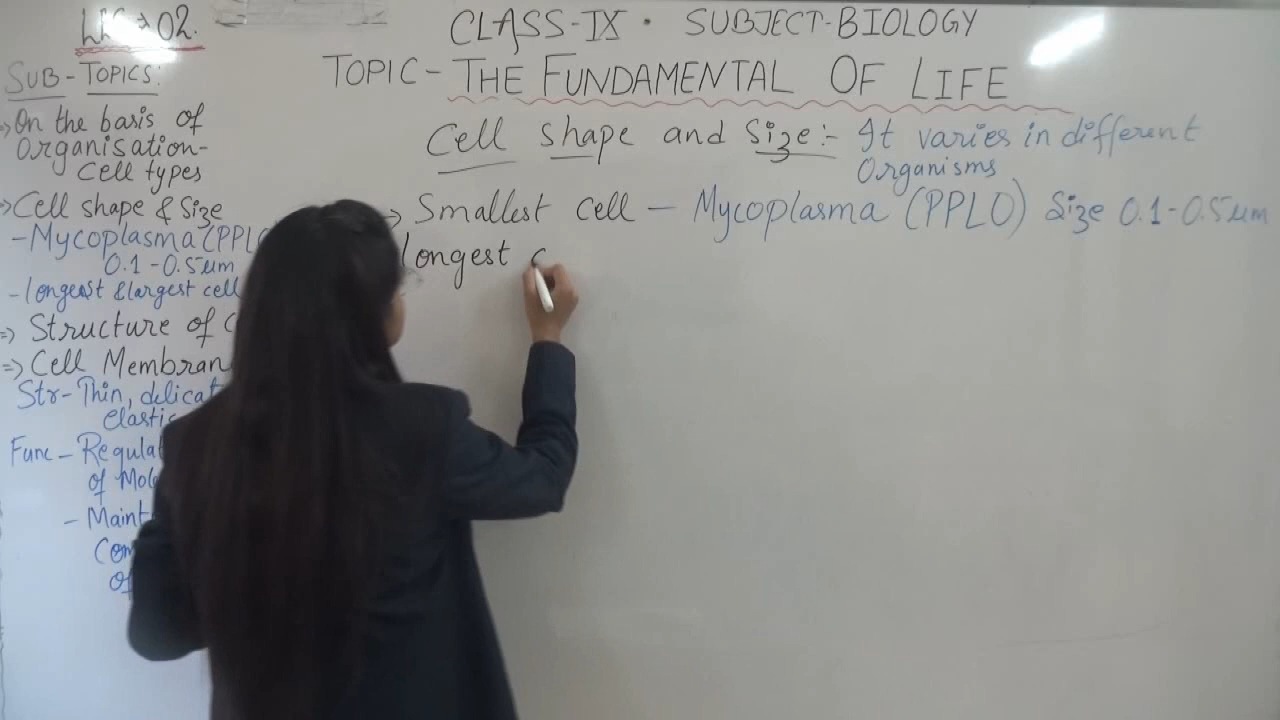 LEC → 02.
SUB-TOPICS:
⇒ On the basis of
Organisation-
Cell types
⇒ Cell shape & Size
- Mycoplasma (PPL
0.1-0.5um
- longest & largest cell
⇒ Structure of C
⇒ Cell Membran
Str- Thin, delicat
elastic
Func- Regulat
of Mol
- Maint
Com
of
CLASS-IX · SUBJECT-BIOLOGY
TOPIC- THE FUNDAMENTAL OF LIFE
Cell shape and Size:- It varies in different
Organisms
⇒ Smallest cell - Mycoplasma (PPLO) Size 0.1-0.5um
longest c